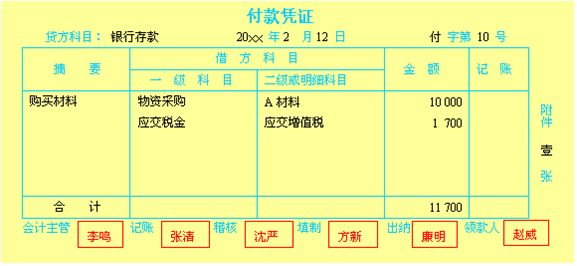 付款凭证
贷方科目： 银行存款 20xx 年 2 月 12 日 付 字第 10 号
摘 要 借 方 科 目 金 额 记 账
一 级 科 目 二级或明细科目
购买材料 物资采购 A 材料 10 000
应交税金 应交增值税 1 700
附件 壹 张
合 计 11 700
会计主管 李鸣 记账 张清 稽核 沈严 填制 方新 出纳 廉明 领款人 赵威